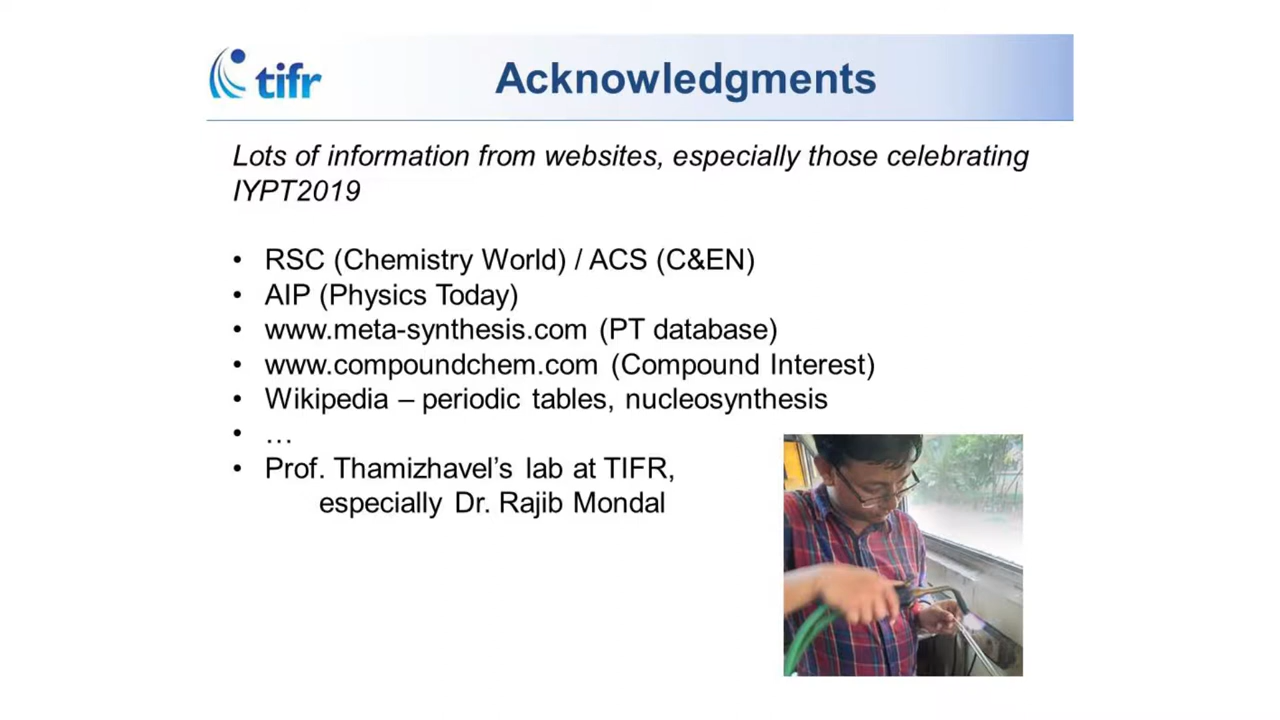 tifr
Acknowledgments
Lots of information from websites, especially those celebrating
IYPT2019
• RSC (Chemistry World) / ACS (C&EN)
• AIP (Physics Today)
• www.meta-synthesis.com (PT database)
• www.compoundchem.com (Compound Interest)
• Wikipedia – periodic tables, nucleosynthesis
• …
• Prof. Thamizhavel’s lab at TIFR,
especially Dr. Rajib Mondal